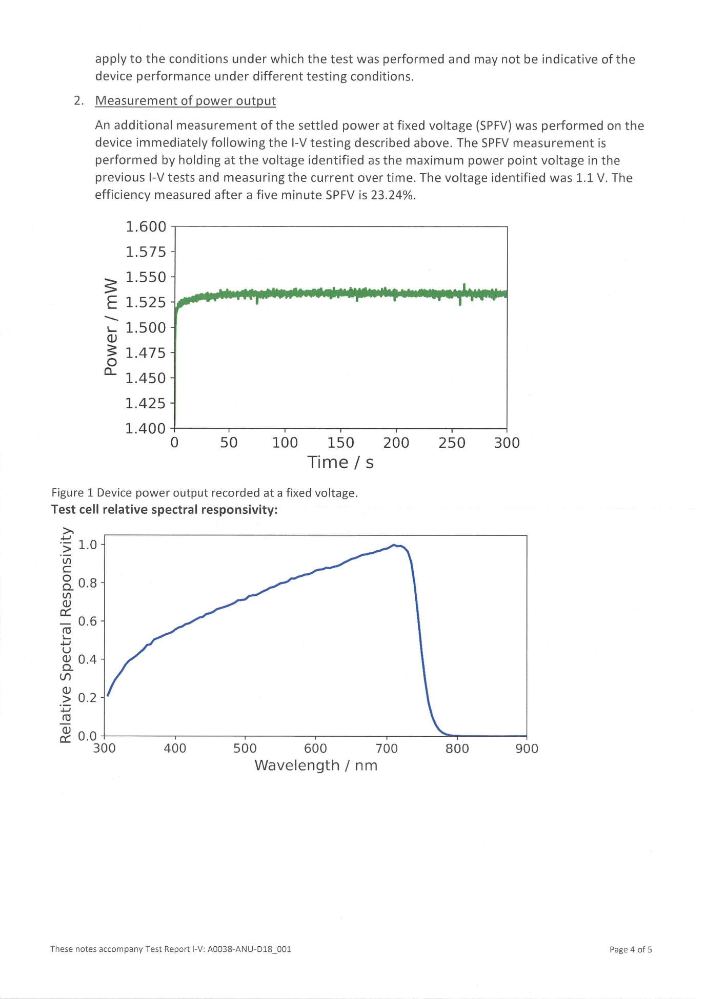 apply to the conditions under which the test was performed and may not be indicative of the
device performance under different testing conditions.
2. Measurement of power output
An additional measurement of the settled power at fixed voltage (SPFV) was performed on the
device immediately following the I-V testing described above. The SPFV measurement is
performed by holding at the voltage identified as the maximum power point voltage in the
previous I-V tests and measuring the current over time. The voltage identified was 1.1 V. The
efficiency measured after a five minute SPFV is 23.24%.
1.600
1.575
1.550
1.525
1.500
1.475
1.450
1.425
1.400
Power / mW
0 50 100 150 200 250 300
Time / s
Figure 1 Device power output recorded at a fixed voltage.
Test cell relative spectral responsivity:
Relative Spectral Responsivity
1.0
0.8
0.6
0.4
0.2
0.0
300 400 500 600 700 800 900
Wavelength / nm
These notes accompany Test Report I-V: A0038-ANU-D18_001
Page 4 of 5